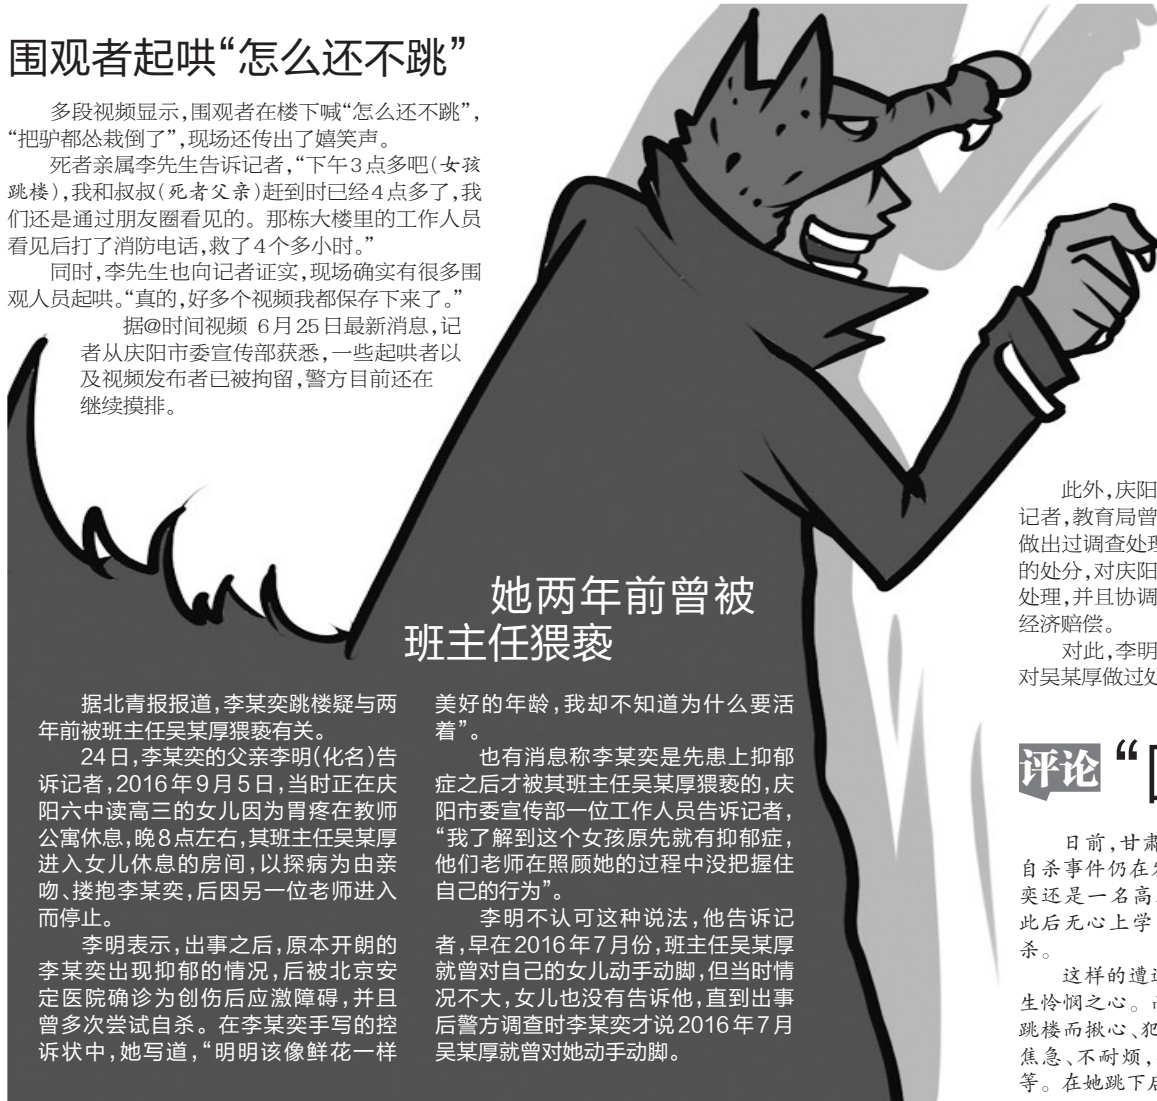 围观者起哄“怎么还不跳”
多段视频显示,围观者在楼下喊“怎么还不跳”,
“把驴都怂栽倒了”,现场还传出了嬉笑声。
死者亲属李先生告诉记者,“下午3点多吧(女孩
跳楼),我和叔叔(死者父亲)赶到时已经4点多了,我
们还是通过朋友圈看见的。那栋大楼里的工作人员
看见后打了消防电话,救了4个多小时。”
同时,李先生也向记者证实,现场确实有很多围
观人员起哄。“真的,好多个视频我都保存下来了。”
据@时间视频 6月25日最新消息,记
者从庆阳市委宣传部获悉,一些起哄者以
及视频发布者已被拘留,警方目前还在
继续摸排。
她两年前曾被
班主任猥亵
据北青报报道,李某奕跳楼疑与两
年前被班主任吴某厚猥亵有关。
24日,李某奕的父亲李明(化名)告
诉记者,2016年9月5日,当时正在庆
阳六中读高三的女儿因为胃疼在教师
公寓休息,晚8点左右,其班主任吴某厚
进入女儿休息的房间,以探病为由亲
吻、搂抱李某奕,后因另一位老师进入
而停止。
李明表示,出事之后,原本开朗的
李某奕出现抑郁的情况,后被北京安
定医院确诊为创伤后应激障碍,并且
曾多次尝试自杀。在李某奕手写的控
诉状中,她写道,“明明该像鲜花一样
美好的年龄,我却不知道为什么要活
着”。
也有消息称李某奕是先患上抑郁
症之后才被其班主任吴某厚猥亵的,庆
阳市委宣传部一位工作人员告诉记者,
“我了解到这个女孩原先就有抑郁症,
他们老师在照顾她的过程中没把握住
自己的行为”。
李明不认可这种说法,他告诉记
者,早在2016年7月份,班主任吴某厚
就曾对自己的女儿动手动脚,但当时情
况不大,女儿也没有告诉他,直到出事
后警方调查时李某奕才说2016年7月
吴某厚就曾对她动手动脚。
此外,庆阳
记者,教育局曾
做出过调查处理
的处分,对庆阳
处理,并且协调
经济赔偿。
对此,李明
对吴某厚做过处
评论“
日前,甘肃
自杀事件仍在发
奕还是一名高
此后无心上学
杀。
这样的遭遇
生怜悯之心。
跳楼而揪心、犯
焦急、不耐烦,
等。在她跳下后